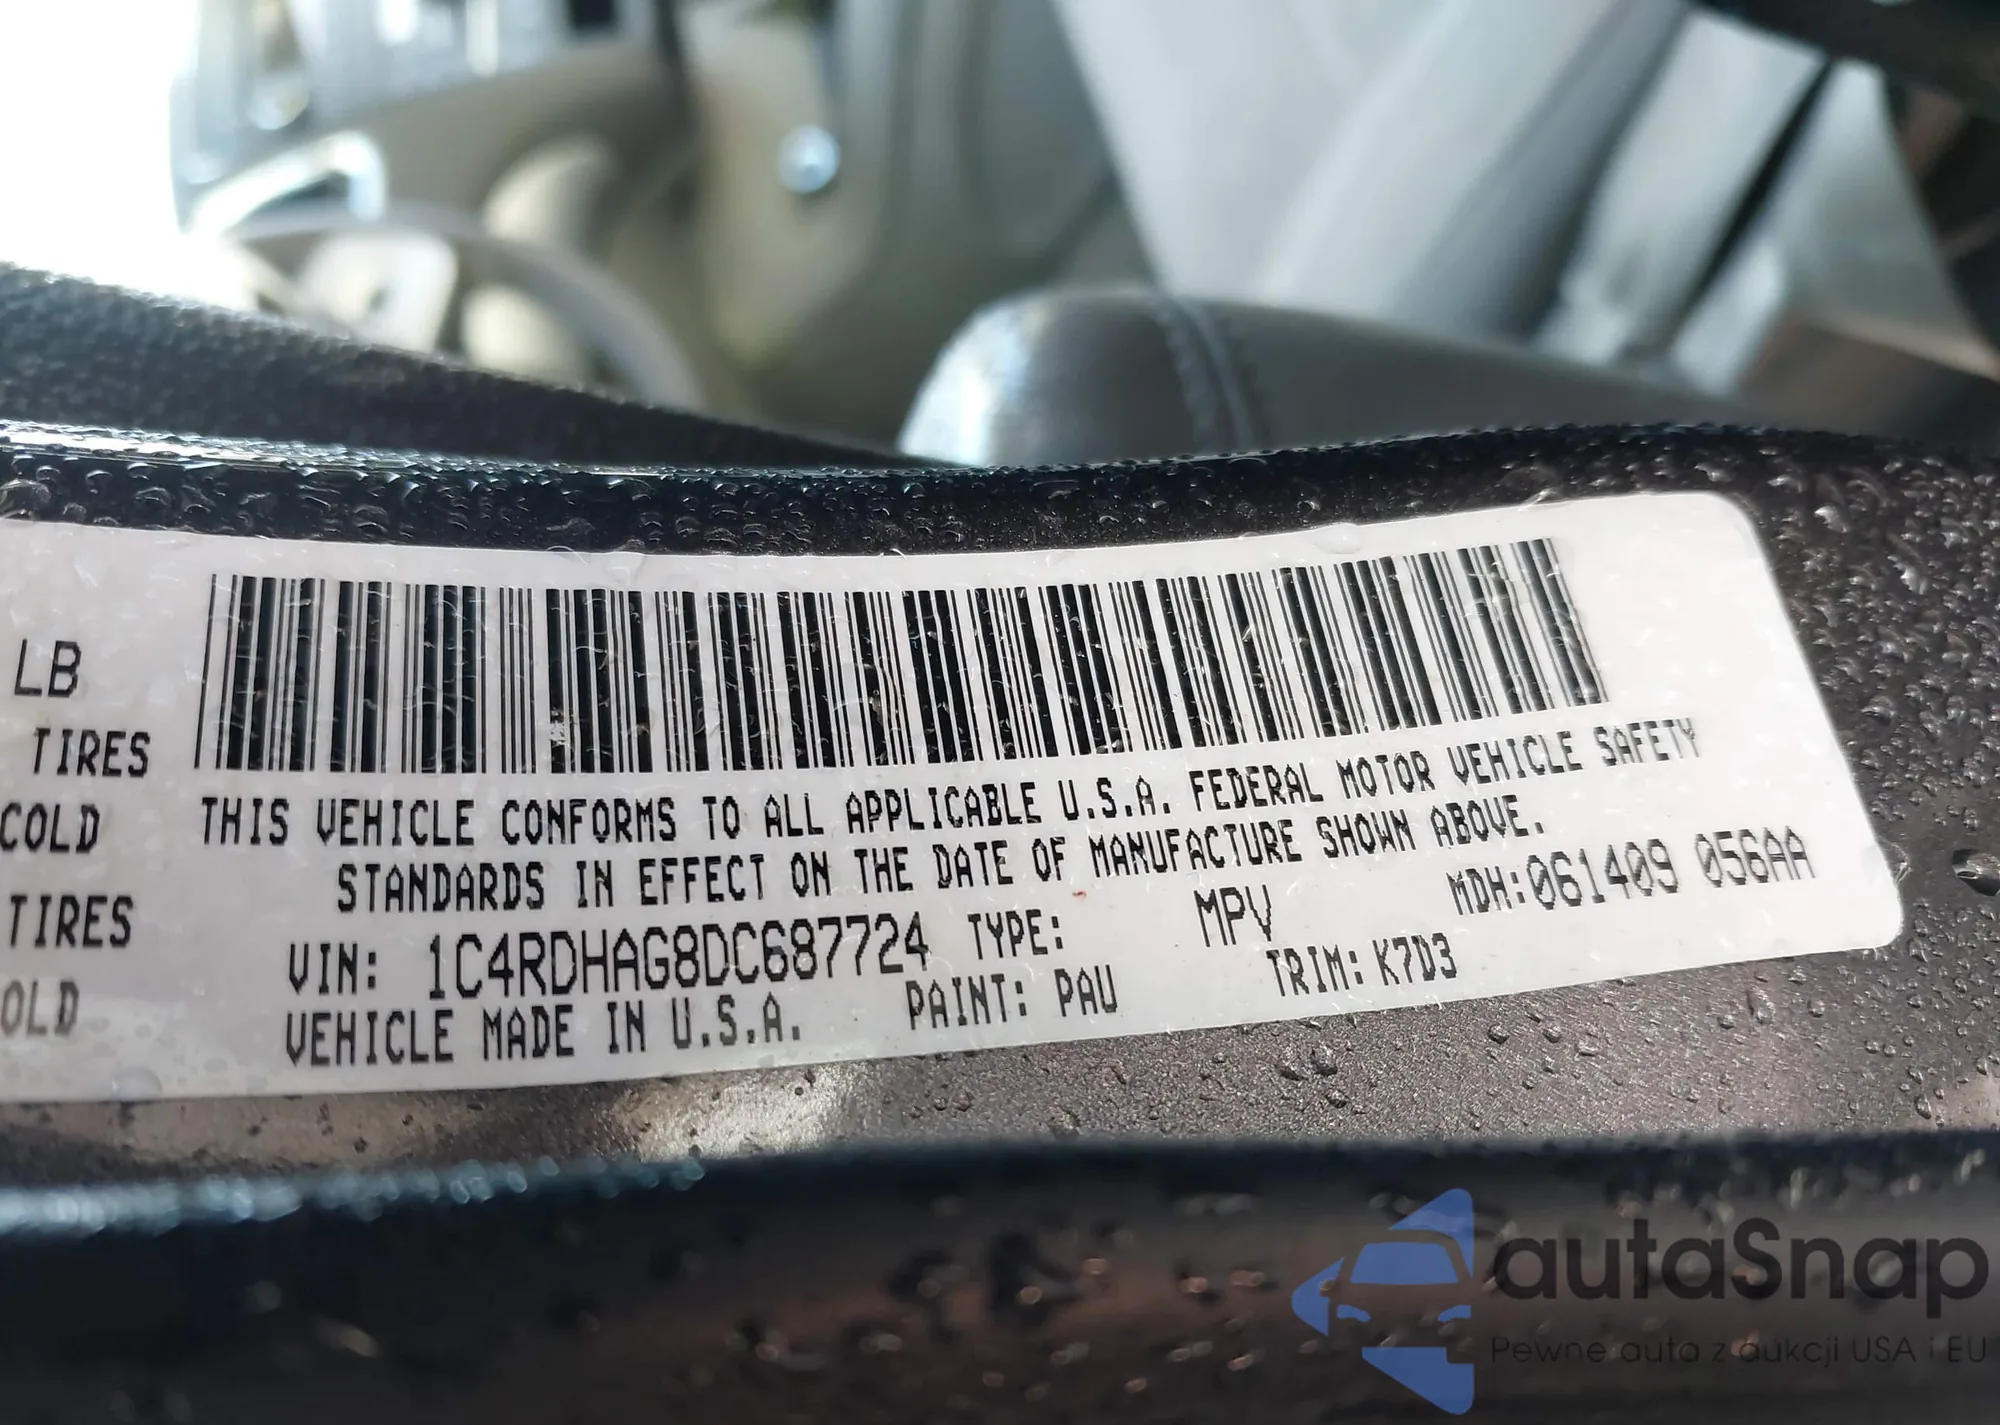 LB
TIRES
COLD
TIRES
OLD
THIS VEHICLE CONFORMS TO ALL APPLICABLE U.S.A. FEDERAL MOTOR VEHICLE SAFETY
STANDARDS IN EFFECT ON THE DATE OF MANUFACTURE SHOWN ABOVE.
VIN: 1C4RDHAG8DC687724 TYPE: MPV MDH:061409 056AA
VEHICLE MADE IN U.S.A. PAINT: PAU TRIM: K7D3
autaSnap
Pewne auta z aukcji USA i EU